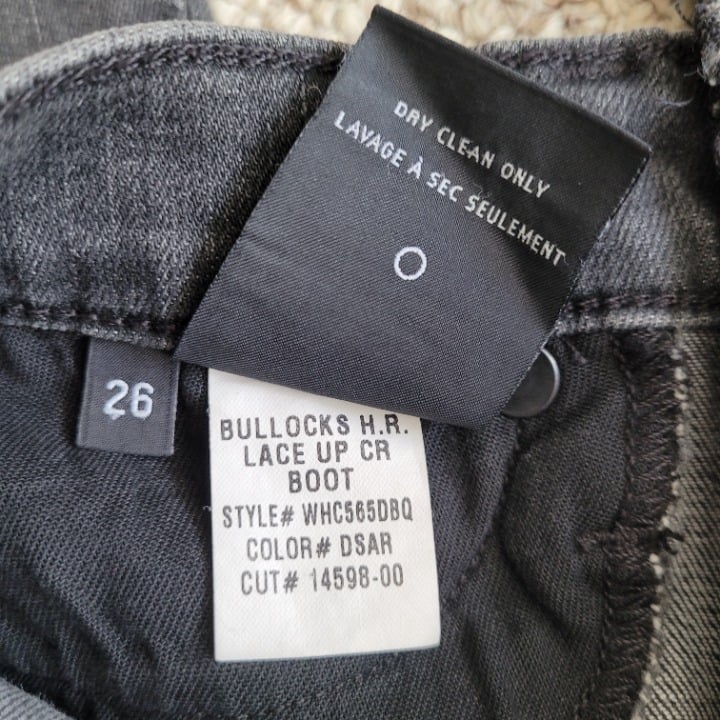 DRY CLEAN ONLY
LAVAGE À SEC SEULEMENT
26
BULLOCKS H.R.
LACE UP CR
BOOT
STYLE# WHC565DBQ
COLOR# DSAR
CUT# 14598-00